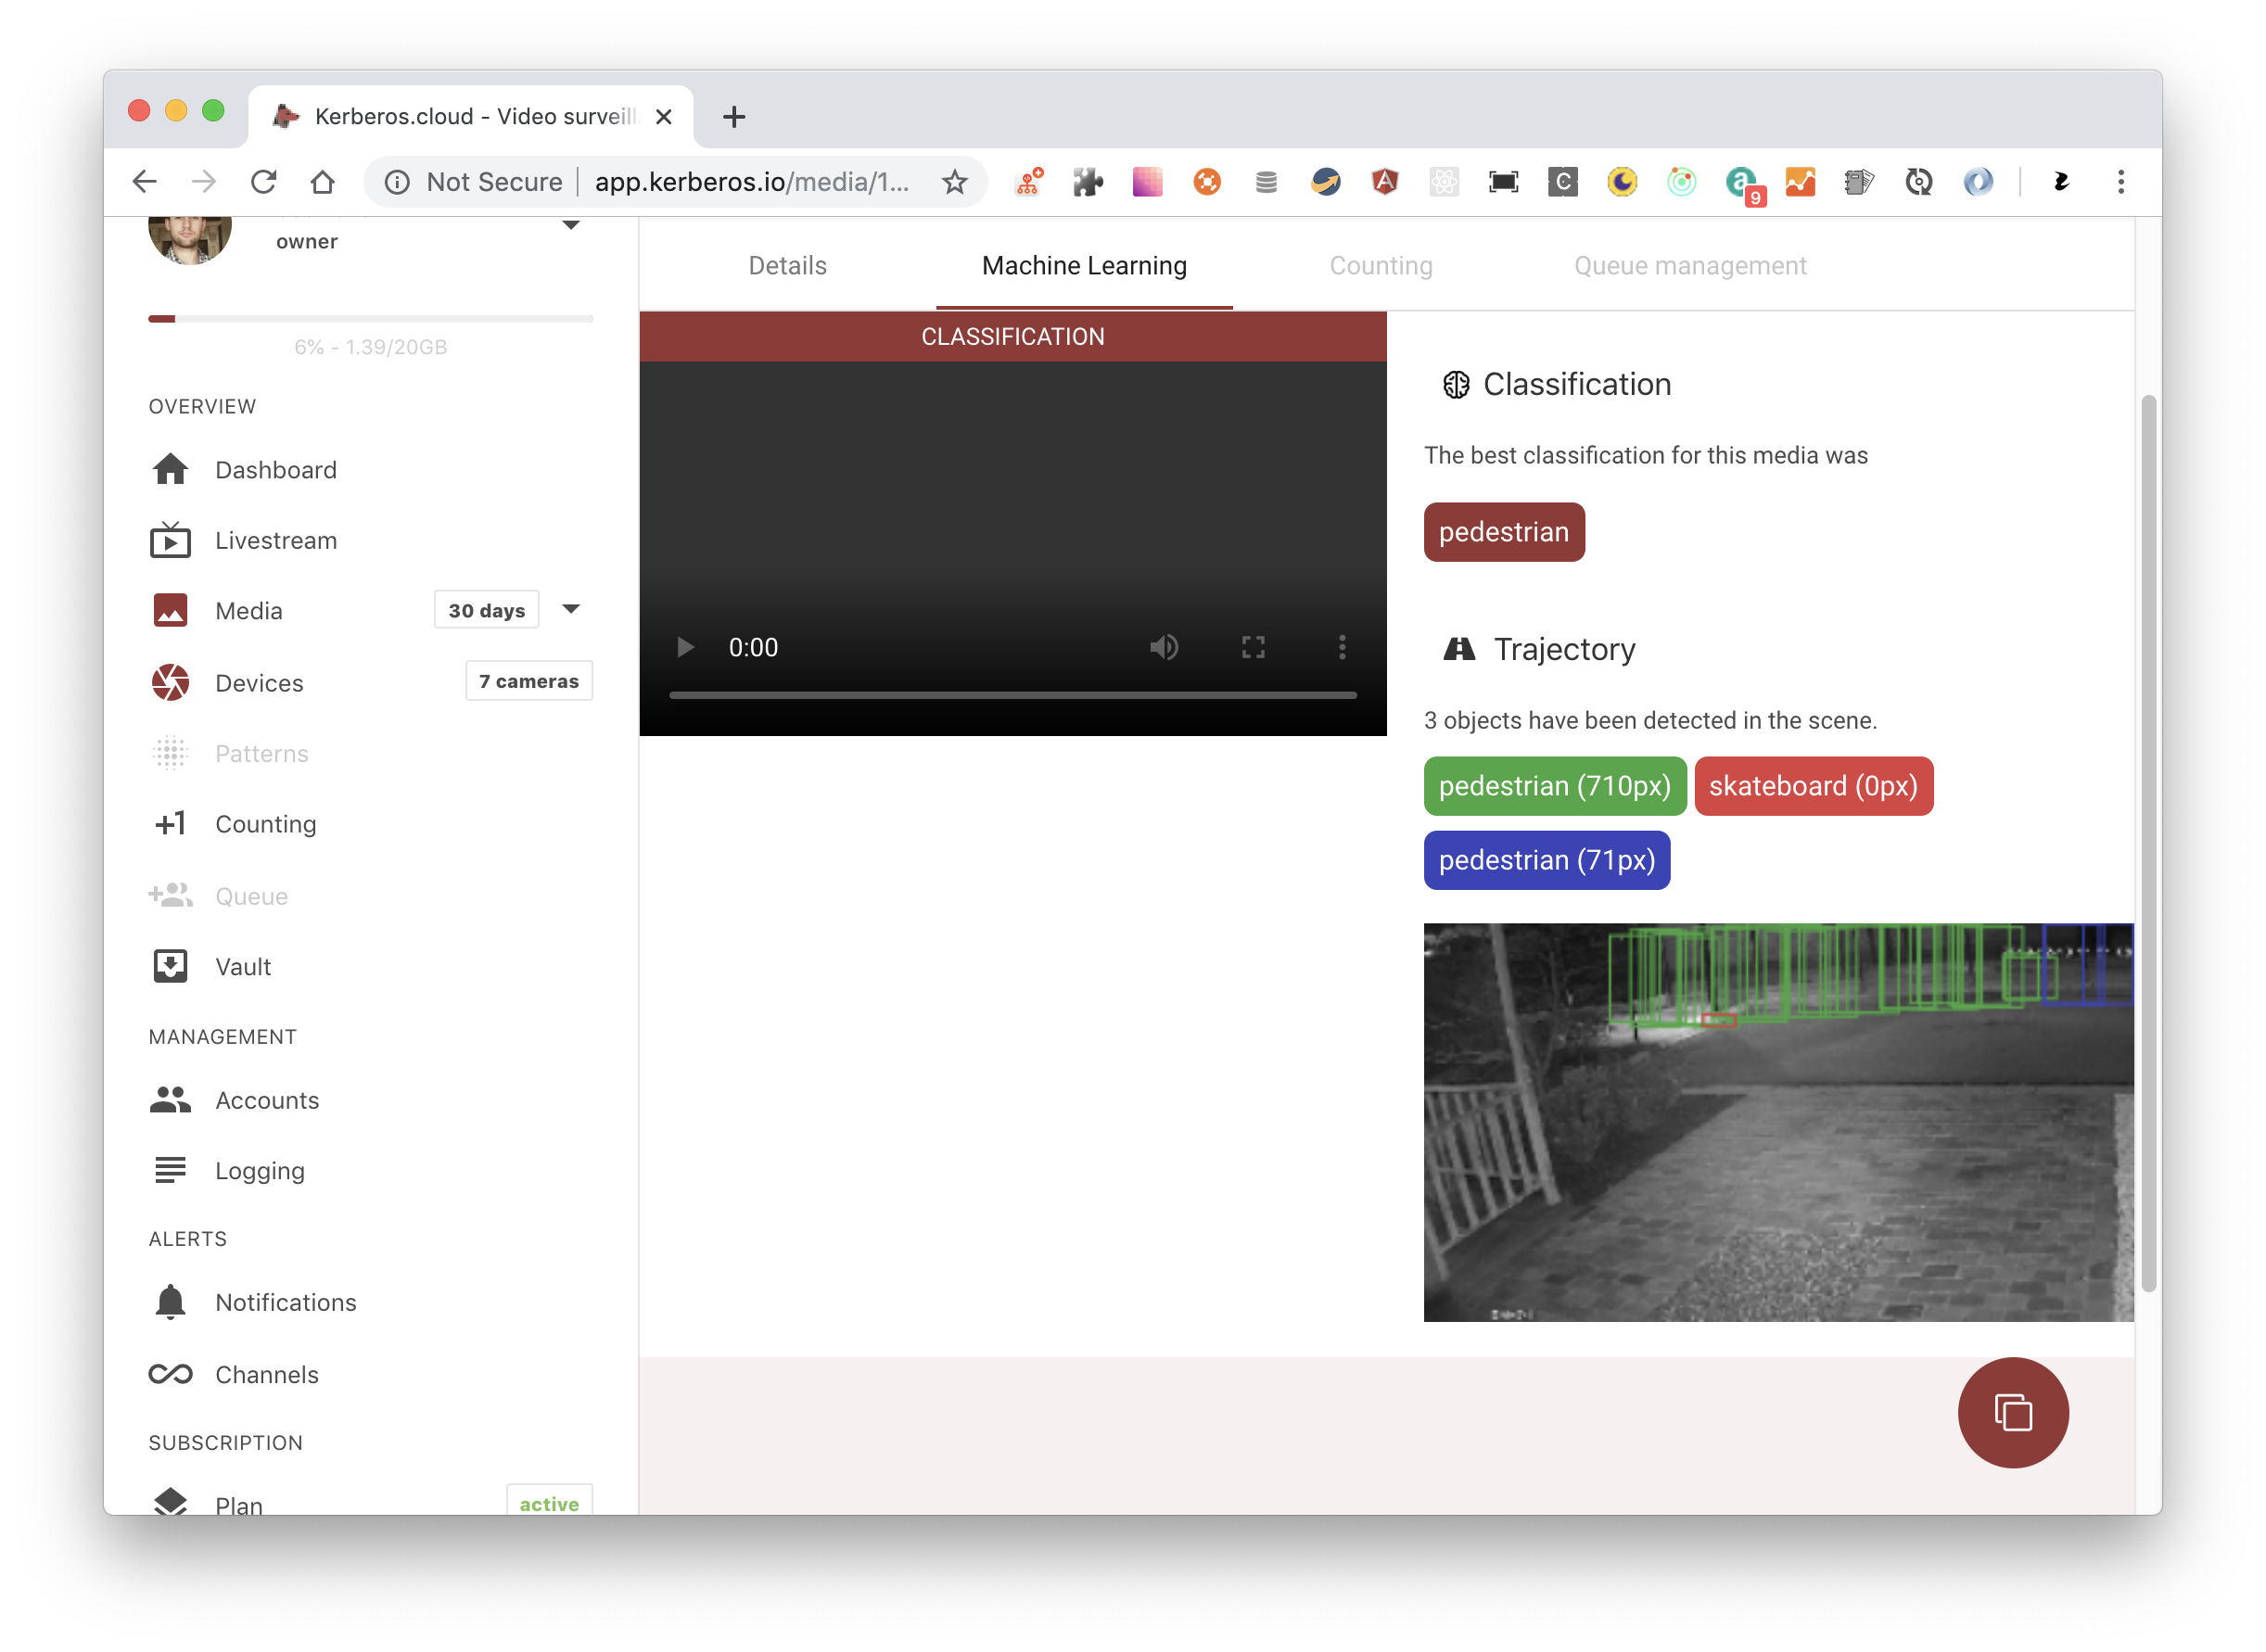 Kerberos.cloud - Video surveill
Not Secure
app.kerberos.io/media/1...
9
owner
6% - 1.39/20GB
OVERVIEW
Dashboard
Livestream
Media
30 days
Devices
7 cameras
Patterns
+1
Counting
Queue
Vault
MANAGEMENT
Accounts
Logging
ALERTS
Notifications
Channels
SUBSCRIPTION
Plan
active
Details
Machine Learning
Counting
Queue management
CLASSIFICATION
0:00
Classification
The best classification for this media was
pedestrian
Trajectory
3 objects have been detected in the scene.
pedestrian (710px)
skateboard (0px)
pedestrian (71px)